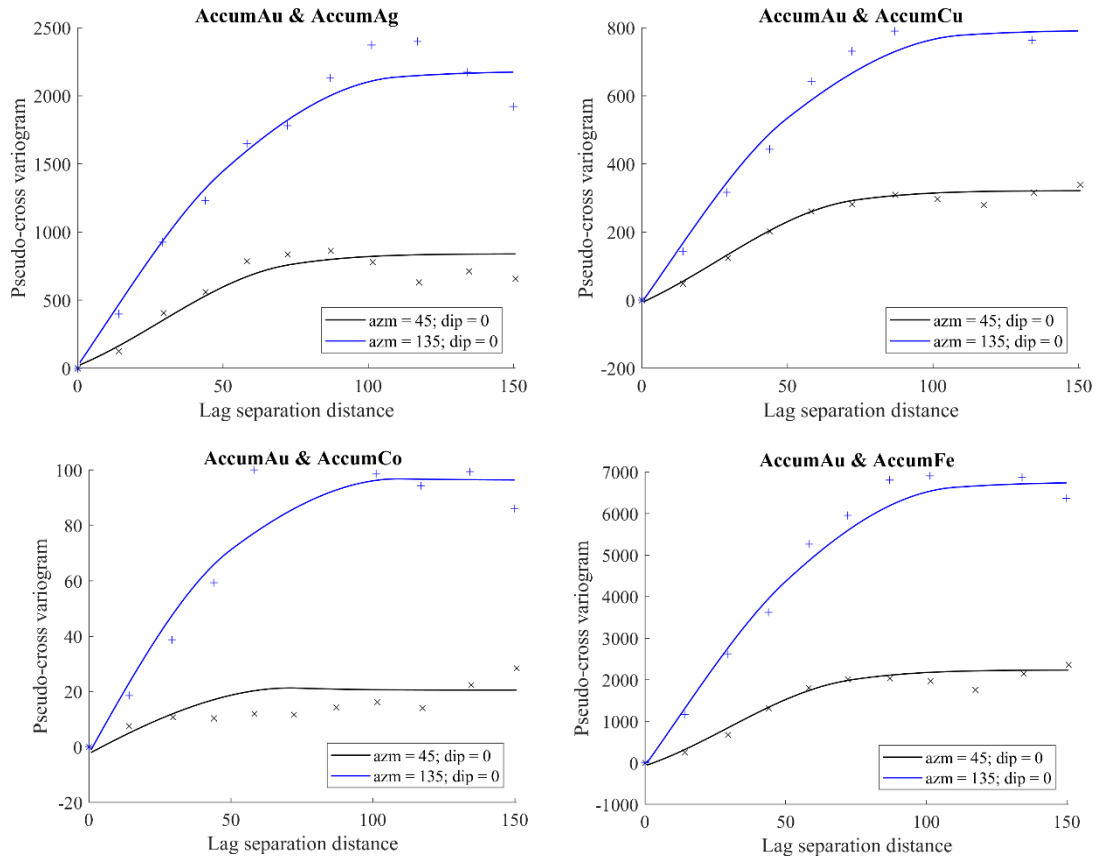 AccumAu & AccumAg
Pseudo-cross variogram
2500
2000
1500
1000
500
0
0 50 100 150
azm = 45; dip = 0
azm = 135; dip = 0
Lag separation distance
AccumAu & AccumCu
Pseudo-cross variogram
800
600
400
200
0
-200
0 50 100 150
azm = 45; dip = 0
azm = 135; dip = 0
Lag separation distance
AccumAu & AccumCo
Pseudo-cross variogram
100
80
60
40
20
0
-20
0 50 100 150
azm = 45; dip = 0
azm = 135; dip = 0
Lag separation distance
AccumAu & AccumFe
Pseudo-cross variogram
7000
6000
5000
4000
3000
2000
1000
0
-1000
0 50 100 150
azm = 45; dip = 0
azm = 135; dip = 0
Lag separation distance